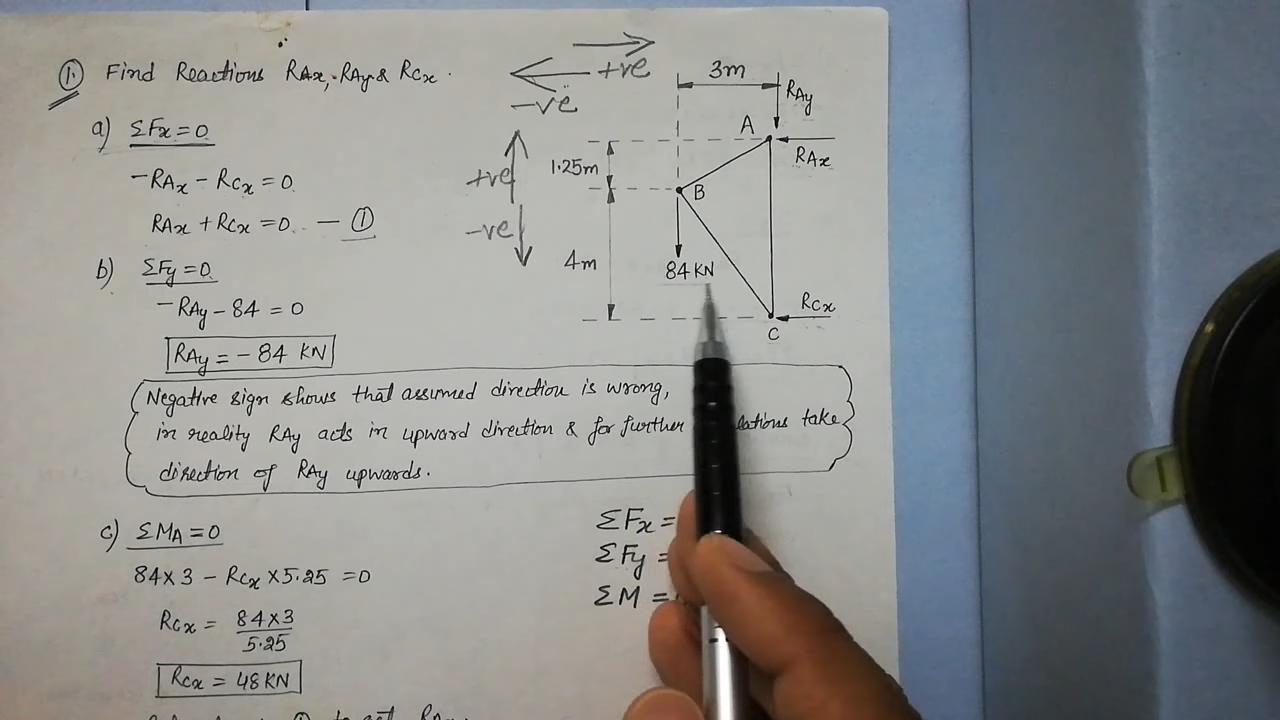 1. Find Reactions RAx, RAy & RCx.
a) ΣFx = 0
-RAx - RCx = 0
RAx + RCx = 0. — ①
b) ΣFy = 0
-RAy - 84 = 0
RAy = - 84 KN
Negative sign shows that assumed direction is wrong,
in reality RAy acts in upward direction & for further lations take
direction of RAy upwards.
c) ΣMA = 0
84 × 3 - RCx × 5.25 = 0
RCx = 84 × 3 / 5.25
RCx = 48 KN
+ve
-ve
+ve
-ve
3m
RAy
A
RAx
1.25m
B
4m
84 KN
RCx
C
ΣFx =
ΣFy =
ΣM =